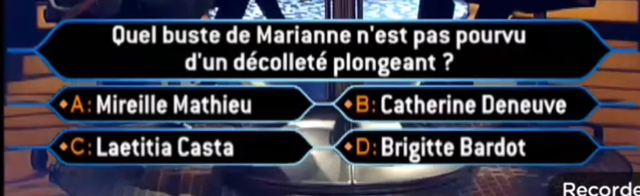 Quel buste de Marianne n'est pas pourvu
d'un décolleté plongeant ?
A: Mireille Mathieu
B: Catherine Deneuve
C: Laetitia Casta
D: Brigitte Bardot
Recorde